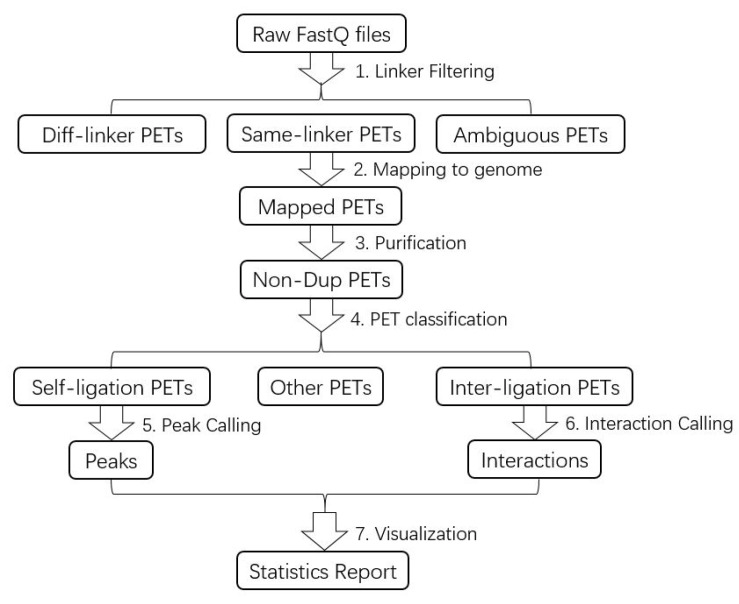 Raw FastQ files
1. Linker Filtering
Diff-linker PETs
Same-linker PETs
Ambiguous PETs
2. Mapping to genome
Mapped PETs
3. Purification
Non-Dup PETs
4. PET classification
Self-ligation PETs
Other PETs
Inter-ligation PETs
5. Peak Calling
6. Interaction Calling
Peaks
Interactions
7. Visualization
Statistics Report